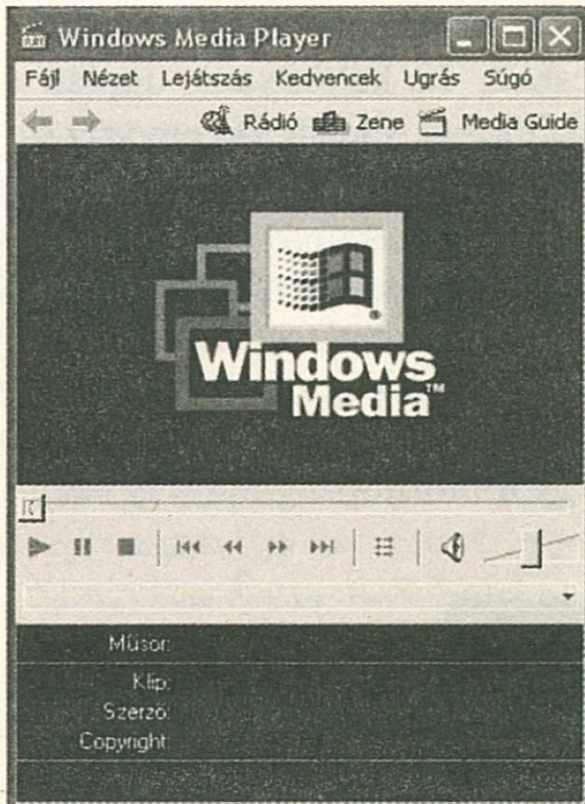 Windows Media Player
Fájl Nézet Lejátszás Kedvencek Ugrás Súgó
Rádió Zene Media Guide
Windows
Media™
Műsor:
Klip:
Szerző:
Copyright: